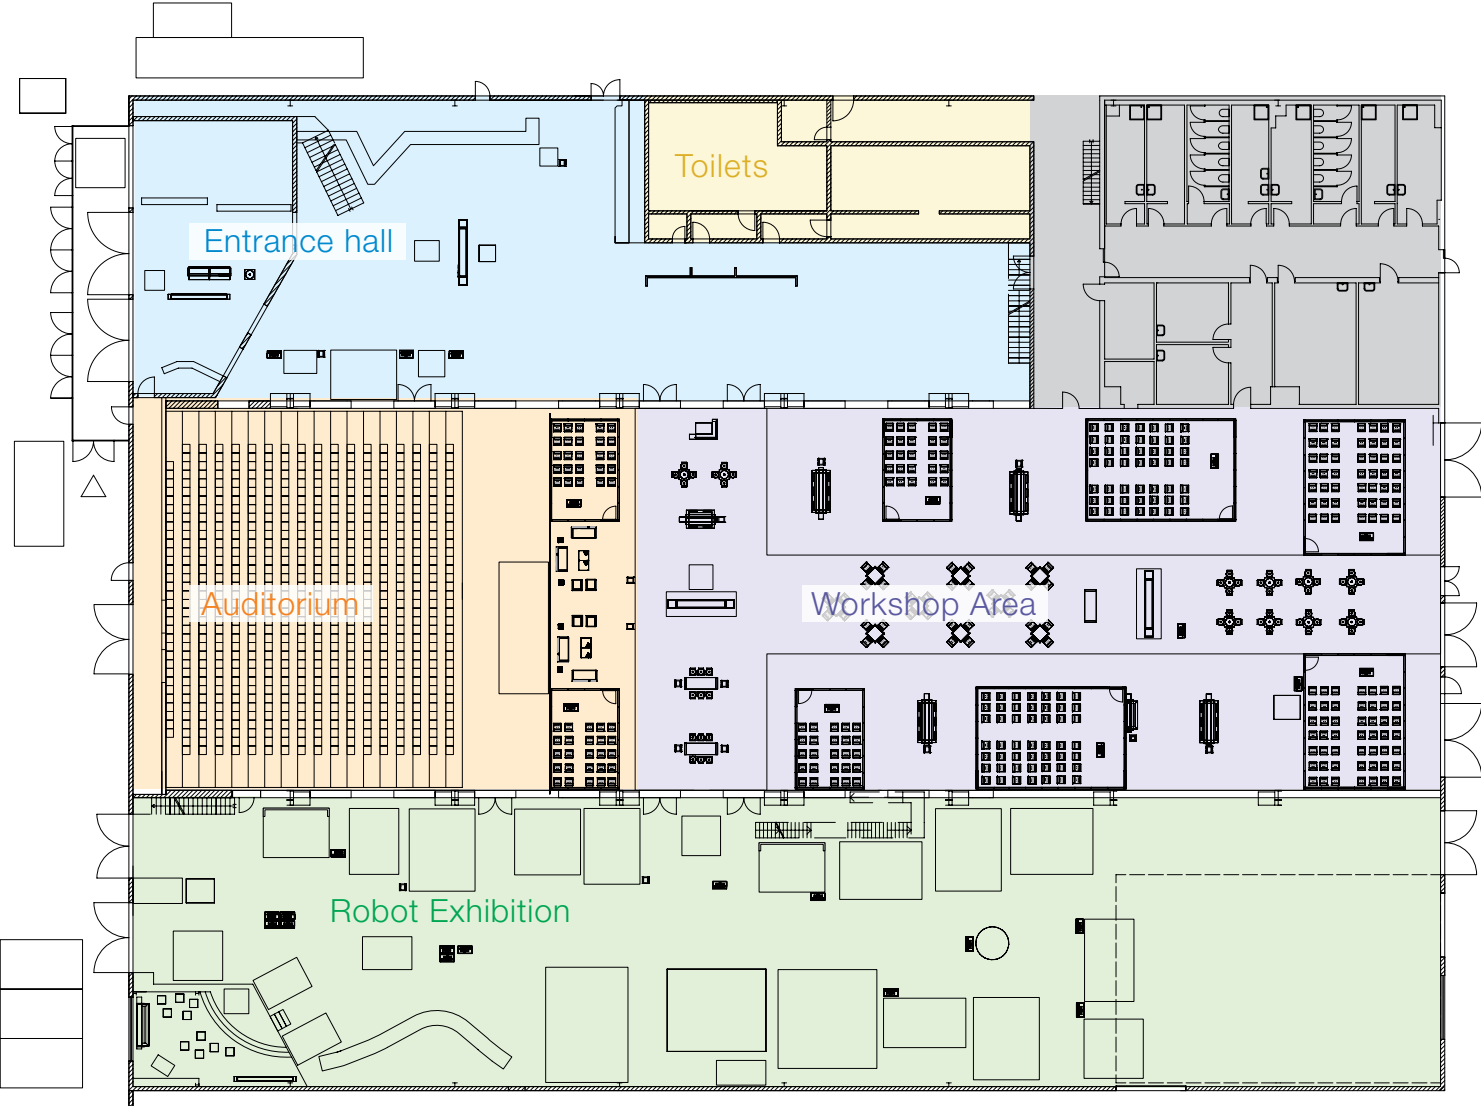 Toilets
Entrance hall
Auditorium
Workshop Area
Robot Exhibition